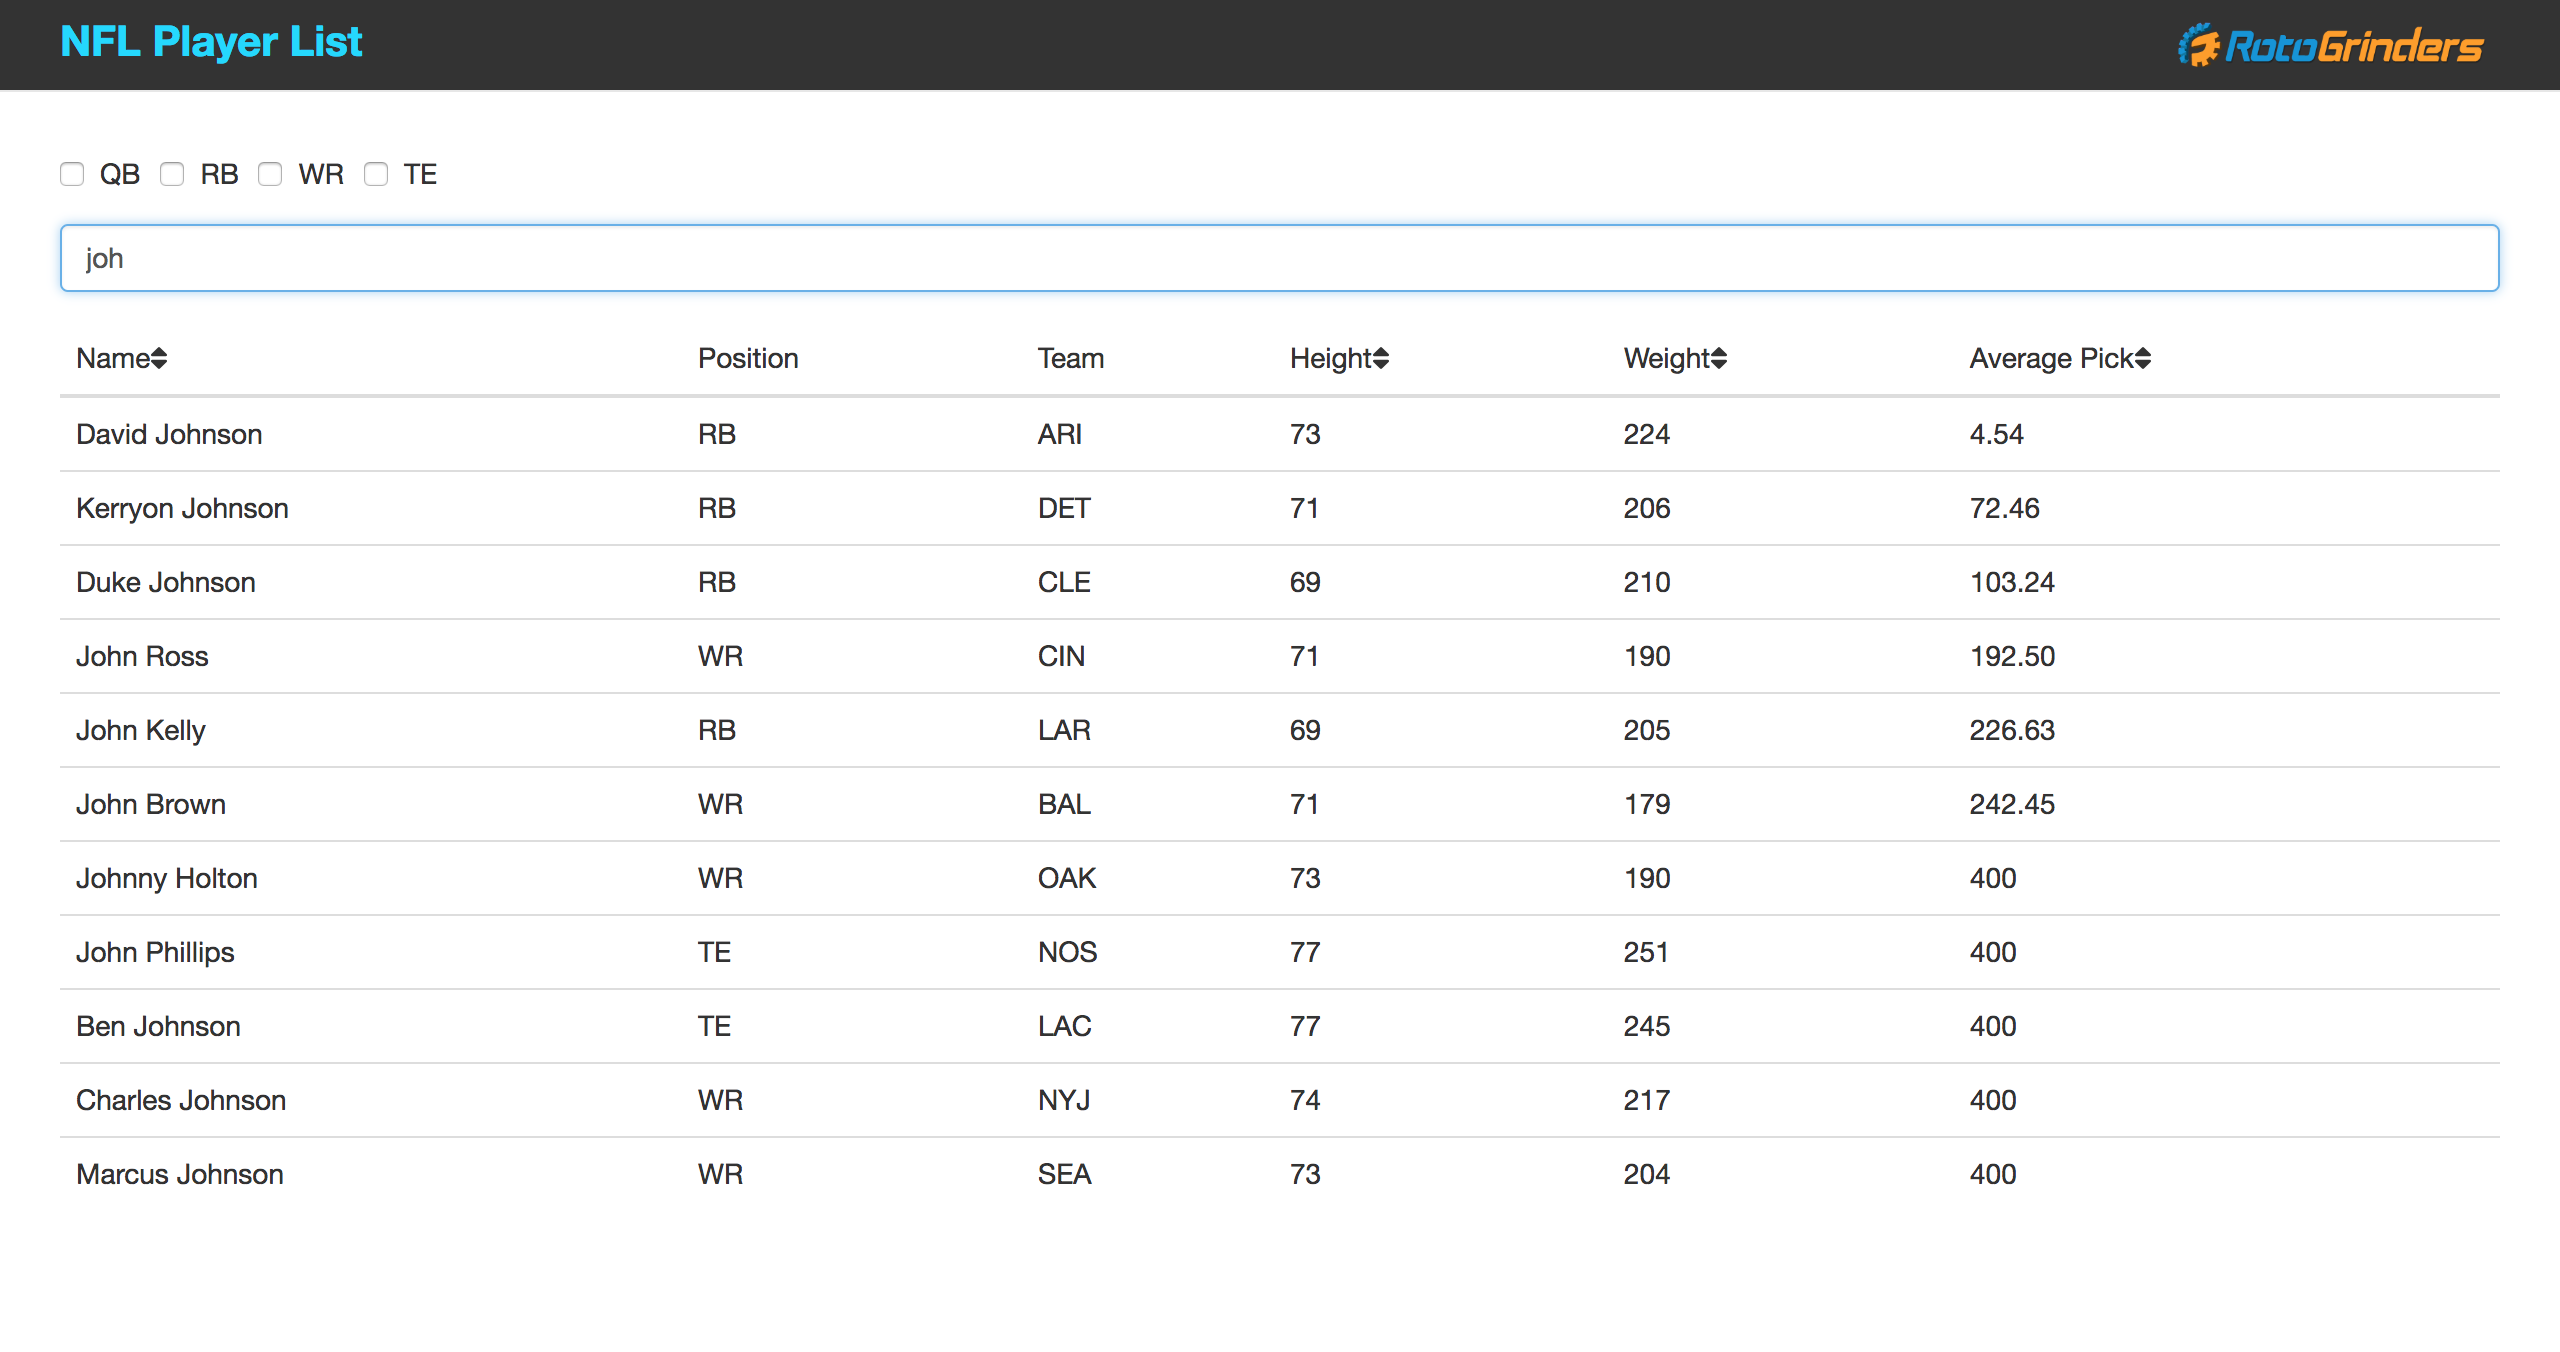 NFL Player List RotoGrinders
QB RB WR TE
joh
Name Position Team Height Weight Average Pick
David Johnson RB ARI 73 224 4.54
Kerryon Johnson RB DET 71 206 72.46
Duke Johnson RB CLE 69 210 103.24
John Ross WR CIN 71 190 192.50
John Kelly RB LAR 69 205 226.63
John Brown WR BAL 71 179 242.45
Johnny Holton WR OAK 73 190 400
John Phillips TE NOS 77 251 400
Ben Johnson TE LAC 77 245 400
Charles Johnson WR NYJ 74 217 400
Marcus Johnson WR SEA 73 204 400